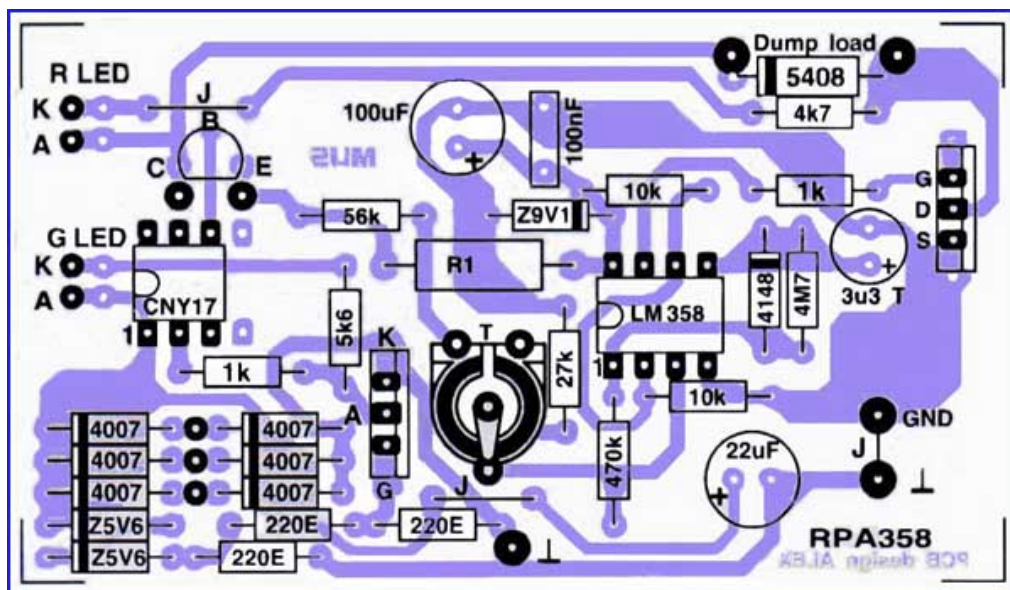 Dump load
R LED
5408
K
J
4k7
B
100uF
100nF
A
MUS
C
E
10k
1k
G
D
S
56k
Z9V1
G LED
K
R1
A
CNY17
LM358
4148
4M7
3u3 T
+
1
5k6
T
27k
1
K
1k
10k
A
GND
4007
4007
470k
22uF
J
4007
4007
4007
4007
G
J
+
⊥
Z5V6
220E
220E
RPA358
Z5V6
220E
⊥
PCB design ALEX
+